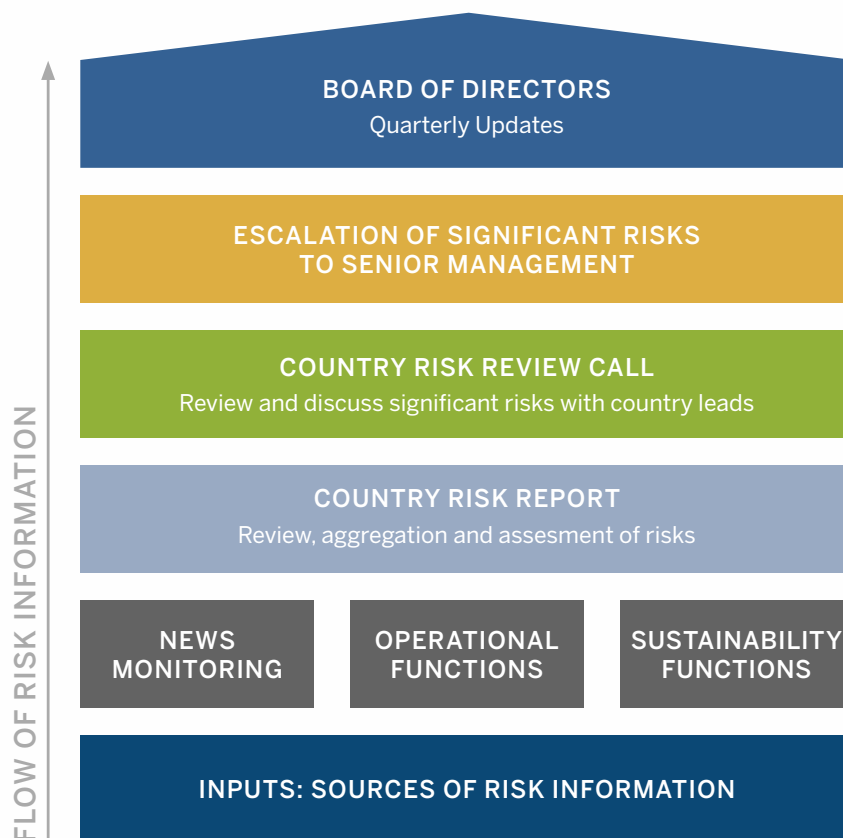 BOARD OF DIRECTORS
Quarterly Updates
ESCALATION OF SIGNIFICANT RISKS
TO SENIOR MANAGEMENT
COUNTRY RISK REVIEW CALL
Review and discuss significant risks with country leads
COUNTRY RISK REPORT
Review, aggregation and assesment of risks
NEWS
MONITORING
OPERATIONAL
FUNCTIONS
SUSTAINABILITY
FUNCTIONS
INPUTS: SOURCES OF RISK INFORMATION
FLOW OF RISK INFORMATION